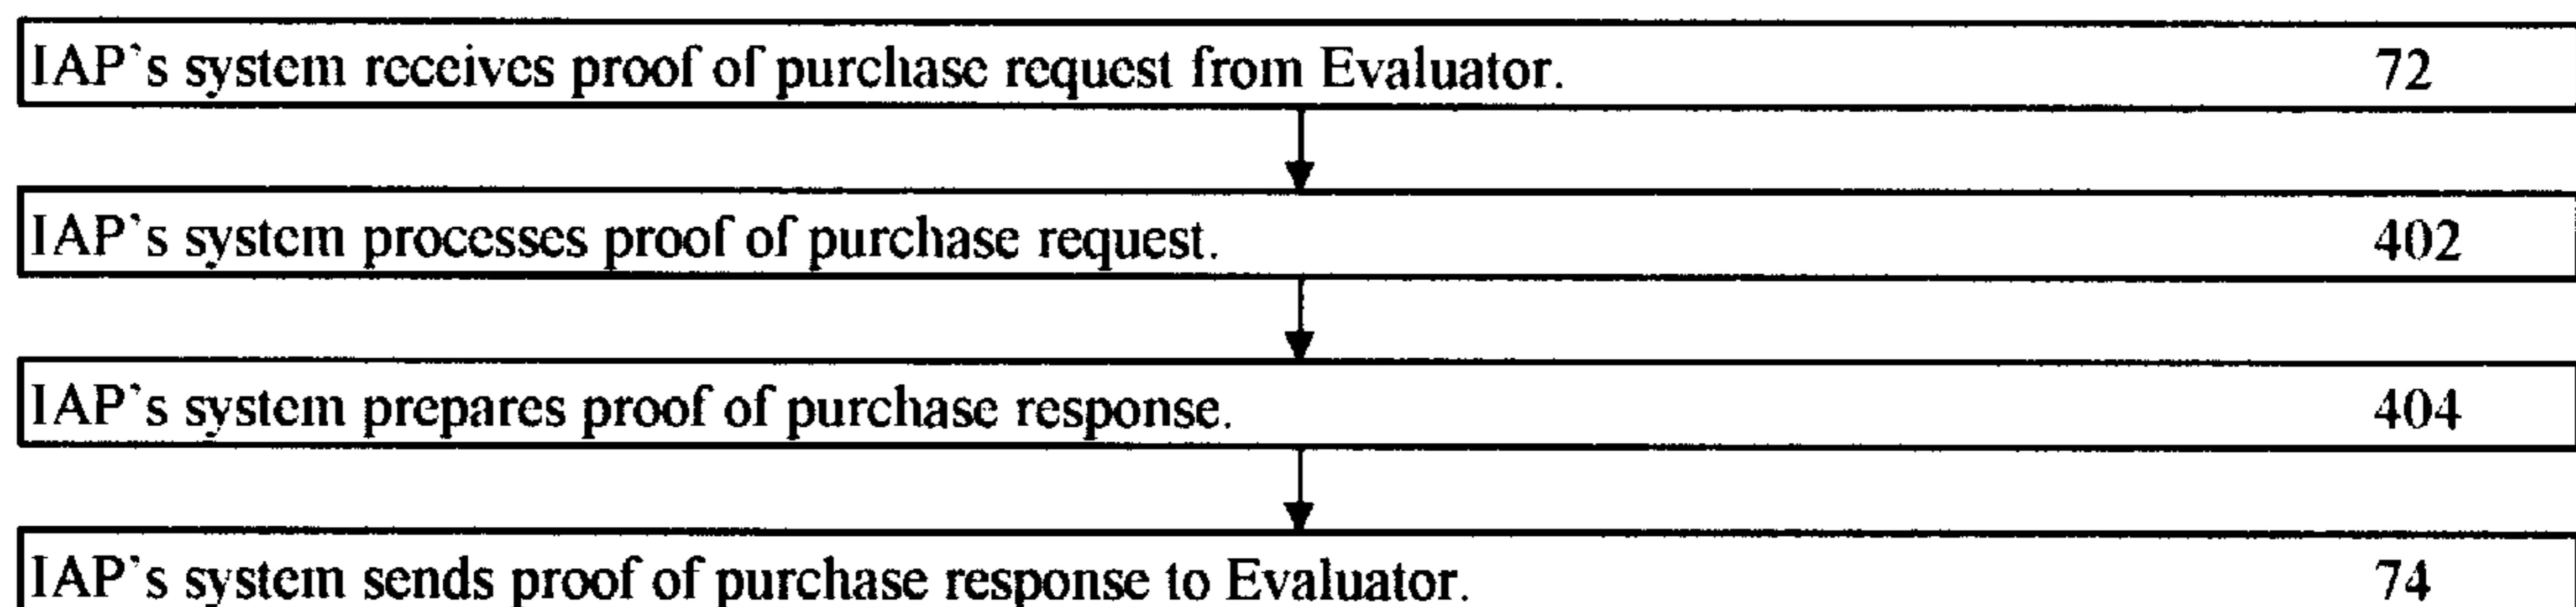 IAP`s system receives proof of purchase request from Evaluator. 72
IAP`s system processes proof of purchase request. 402
IAP`s system prepares proof of purchase response. 404
IAP`s system sends proof of purchase response to Evaluator. 74